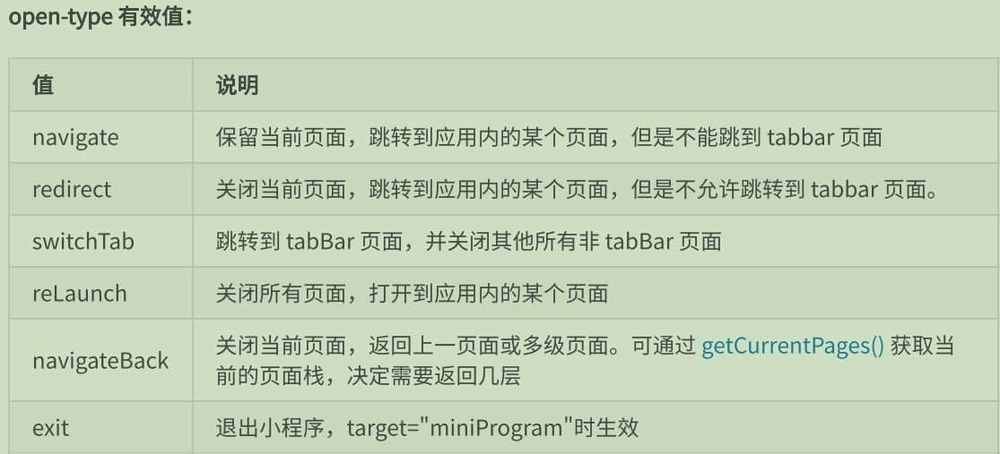 open-type 有效值：
值 说明
navigate 保留当前页面，跳转到应用内的某个页面，但是不能跳到 tabbar 页面
redirect 关闭当前页面，跳转到应用内的某个页面，但是不允许跳转到 tabbar 页面。
switchTab 跳转到 tabBar 页面，并关闭其他所有非 tabBar 页面
reLaunch 关闭所有页面，打开到应用内的某个页面
navigateBack 关闭当前页面，返回上一页面或多级页面。可通过 getCurrentPages() 获取当
前的页面栈，决定需要返回几层
exit 退出小程序，target="miniProgram"时生效